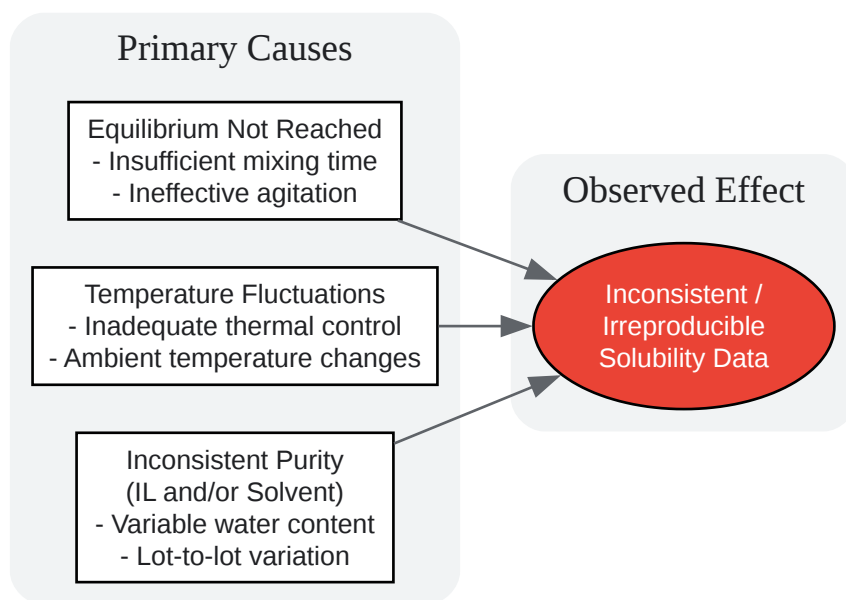 Primary Causes
Equilibrium Not Reached
- Insufficient mixing time
- Ineffective agitation
Temperature Fluctuations
- Inadequate thermal control
- Ambient temperature changes
Inconsistent Purity
(IL and/or Solvent)
- Variable water content
- Lot-to-lot variation
Observed Effect
Inconsistent /
Irreproducible
Solubility Data